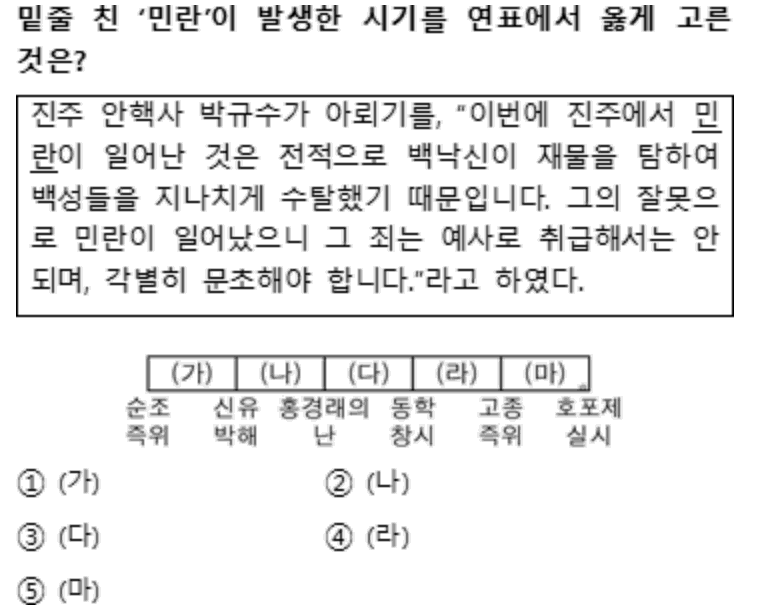 밑줄 친 ‘민란’이 발생한 시기를 연표에서 옳게 고른
것은?
진주 안핵사 박규수가 아뢰기를, “이번에 진주에서 민
란이 일어난 것은 전적으로 백낙신이 재물을 탐하여
백성들을 지나치게 수탈했기 때문입니다. 그의 잘못으
로 민란이 일어났으니 그 죄는 예사로 취급해서는 안
되며, 각별히 문초해야 합니다.”라고 하였다.
(가) (나) (다) (라) (마)
순조 신유 홍경래의 동학 고종 호포제
즉위 박해 난 창시 즉위 실시
① (가) ② (나)
③ (다) ④ (라)
⑤ (마)